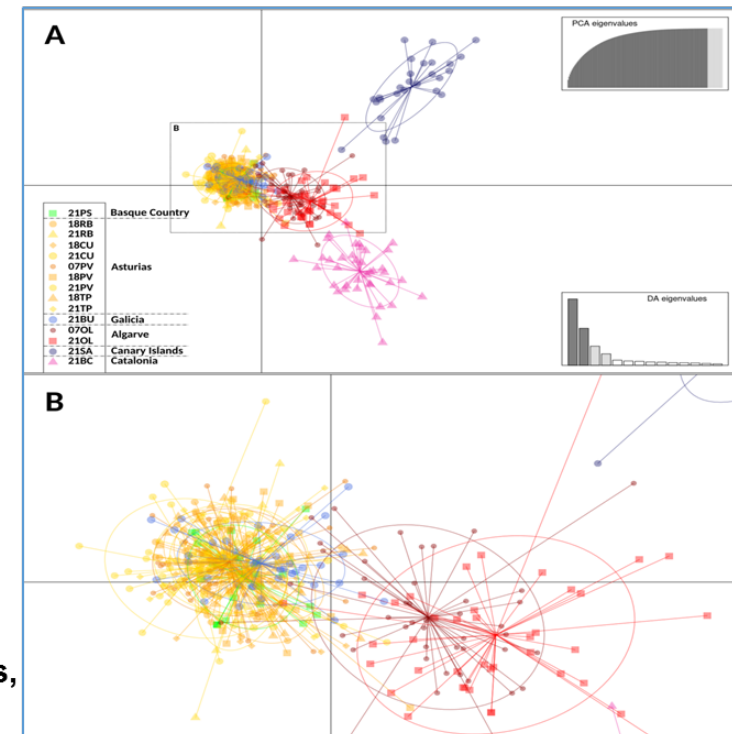 A
PCA eigenvalues
B
21PS Basque Country
18RB
21RB
18CU
21CU
07PV Asturias
18PV
21PV
18TP
21TP
21BU Galicia
07OL Algarve
21OL
21SA Canary Islands
21BC Catalonia
DA eigenvalues
B
s,